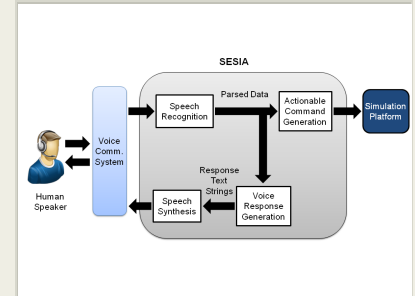 SESIA
Parsed Data
Speech
Recognition
Actionable
Command
Generation
Simulation
Platform
Voice
Comm.
System
Human
Speaker
Response
Text
Strings
Speech
Synthesis
Voice
Response
Generation